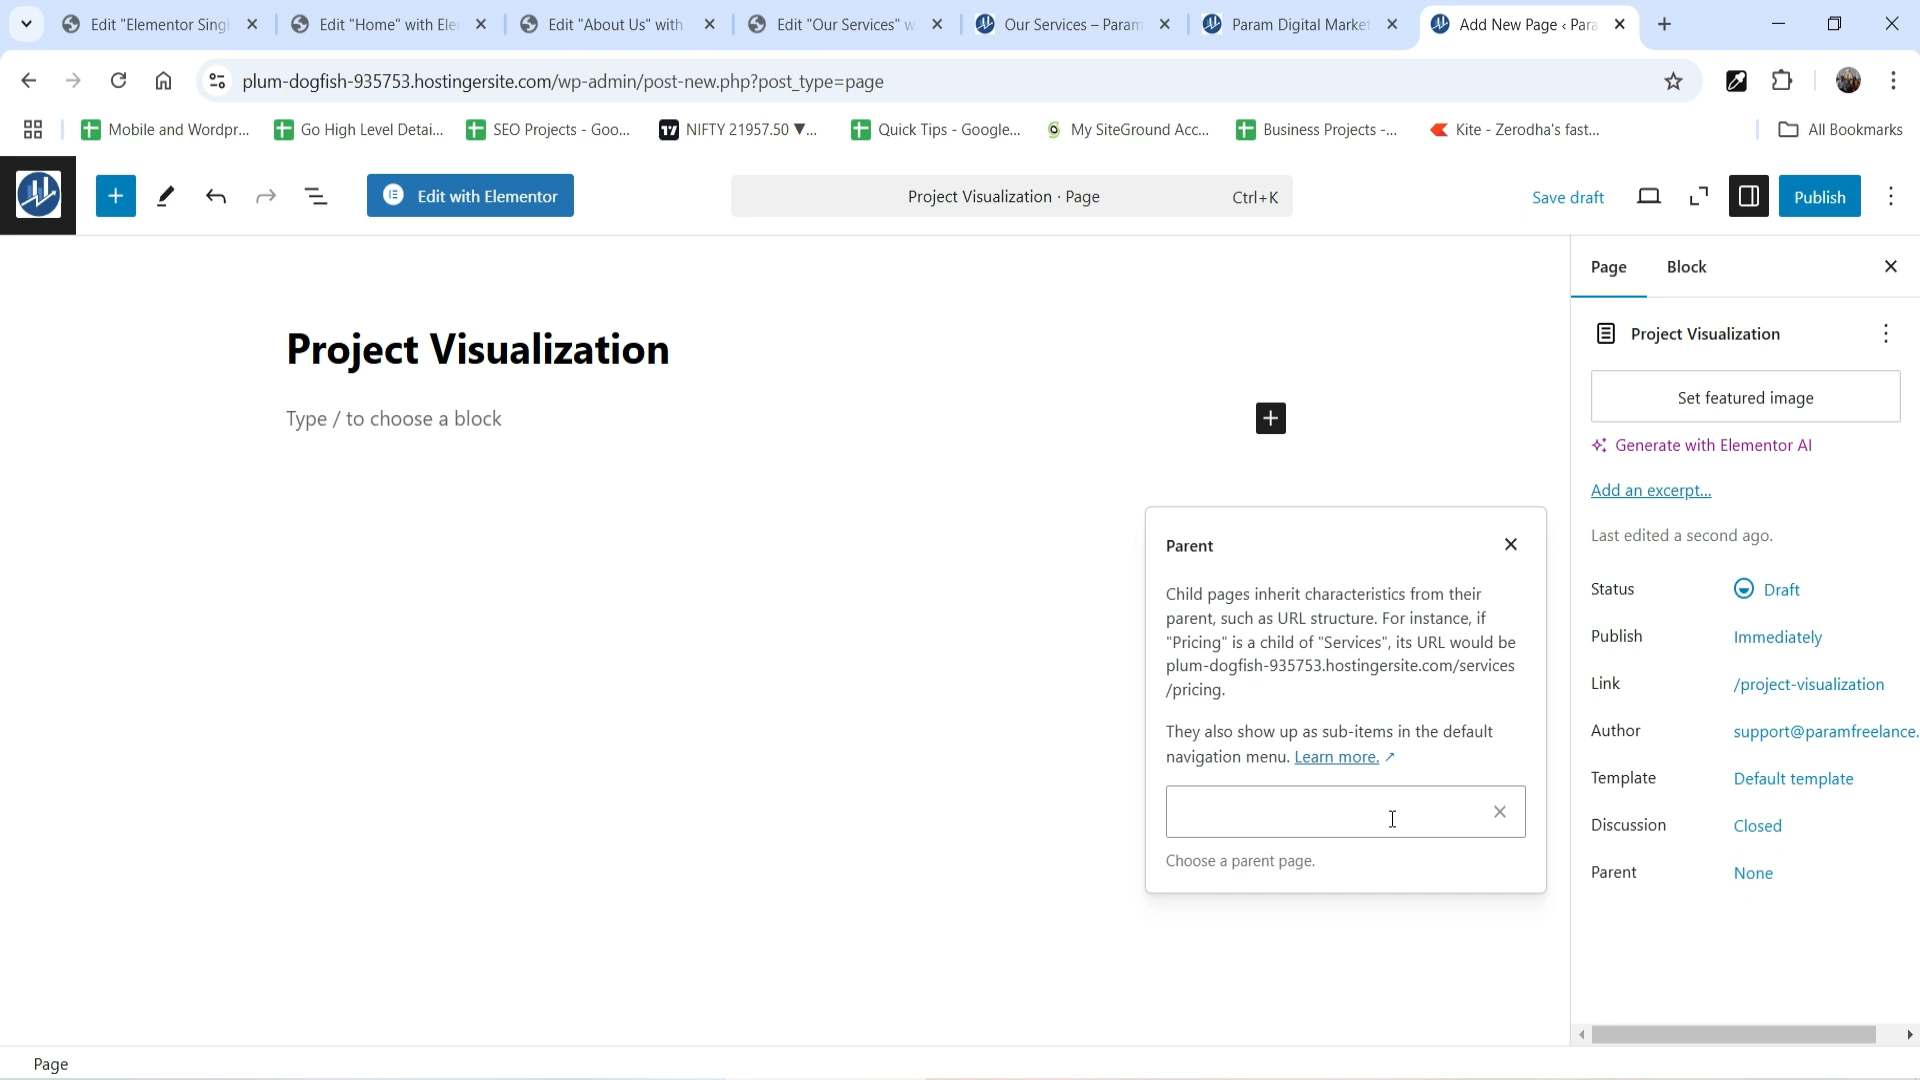 Edit "Elementor Singl
Edit "Home" with Ele
Edit "About Us" with
Edit "Our Services" w
Our Services – Param
Param Digital Market
Add New Page ‹ Para
plum-dogfish-935753.hostingersite.com/wp-admin/post-new.php?post_type=page
Mobile and Wordpr...
Go High Level Detai...
SEO Projects - Goo...
NIFTY 21957.50 ▼...
Quick Tips - Google...
My SiteGround Acc...
Business Projects -...
Kite - Zerodha's fast...
All Bookmarks
Edit with Elementor
Project Visualization · Page
Ctrl+K
Save draft
Publish
Page
Block
Project Visualization
Type / to choose a block
Project Visualization
Set featured image
Generate with Elementor AI
Add an excerpt...
Last edited a second ago.
Status
Draft
Publish
Immediately
Link
/project-visualization
Author
support@paramfreelance.
Template
Default template
Discussion
Closed
Parent
None
Parent
Child pages inherit characteristics from their
parent, such as URL structure. For instance, if
"Pricing" is a child of "Services", its URL would be
plum-dogfish-935753.hostingersite.com/services
/pricing.
They also show up as sub-items in the default
navigation menu. Learn more. ↗
Choose a parent page.
Page